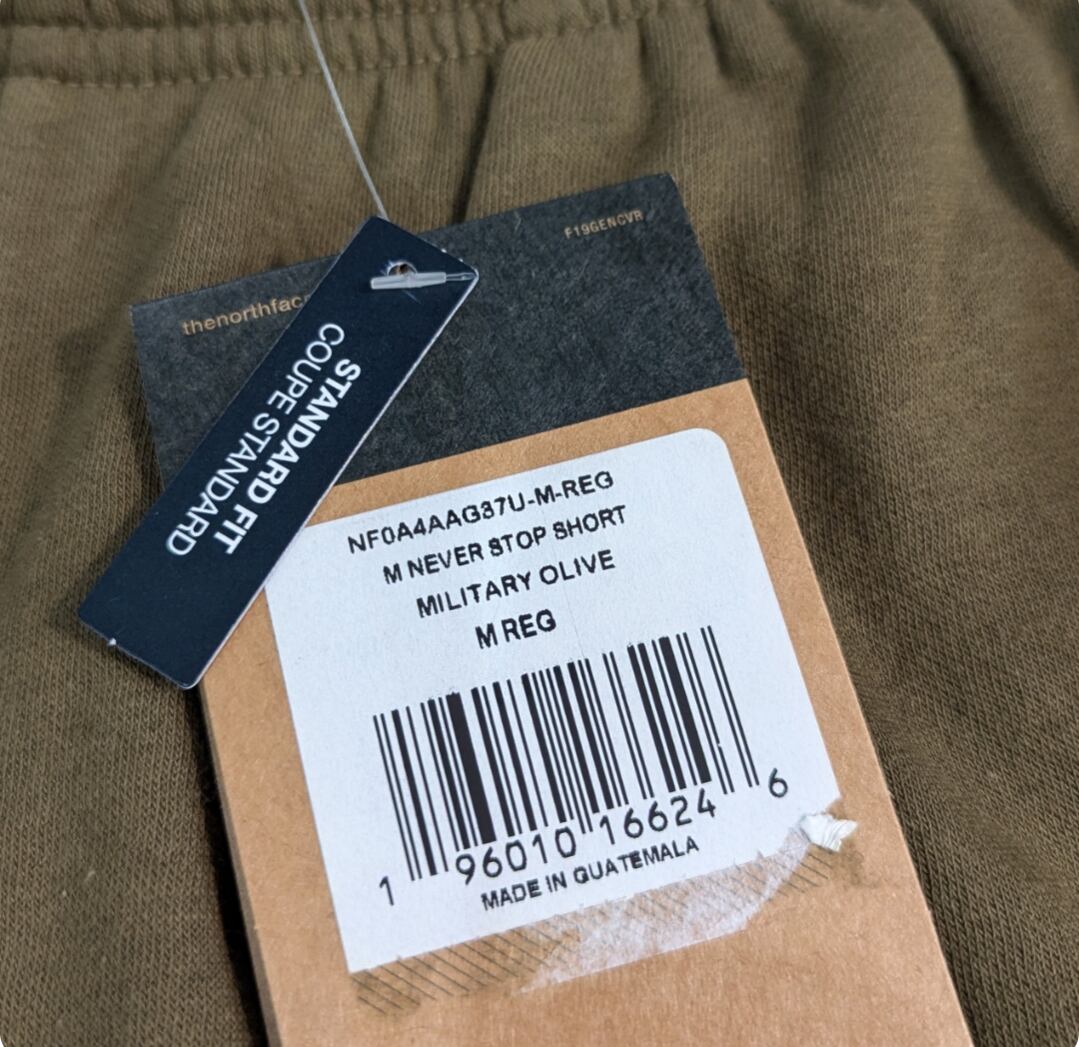 F19GENCVR
thenorthfac
STANDARD FIT
COUPE STANDARD
NF0A4AAG37U-M-REG
M NEVER STOP SHORT
MILITARY OLIVE
M REG
1 96010 16624 6
MADE IN GUATEMALA